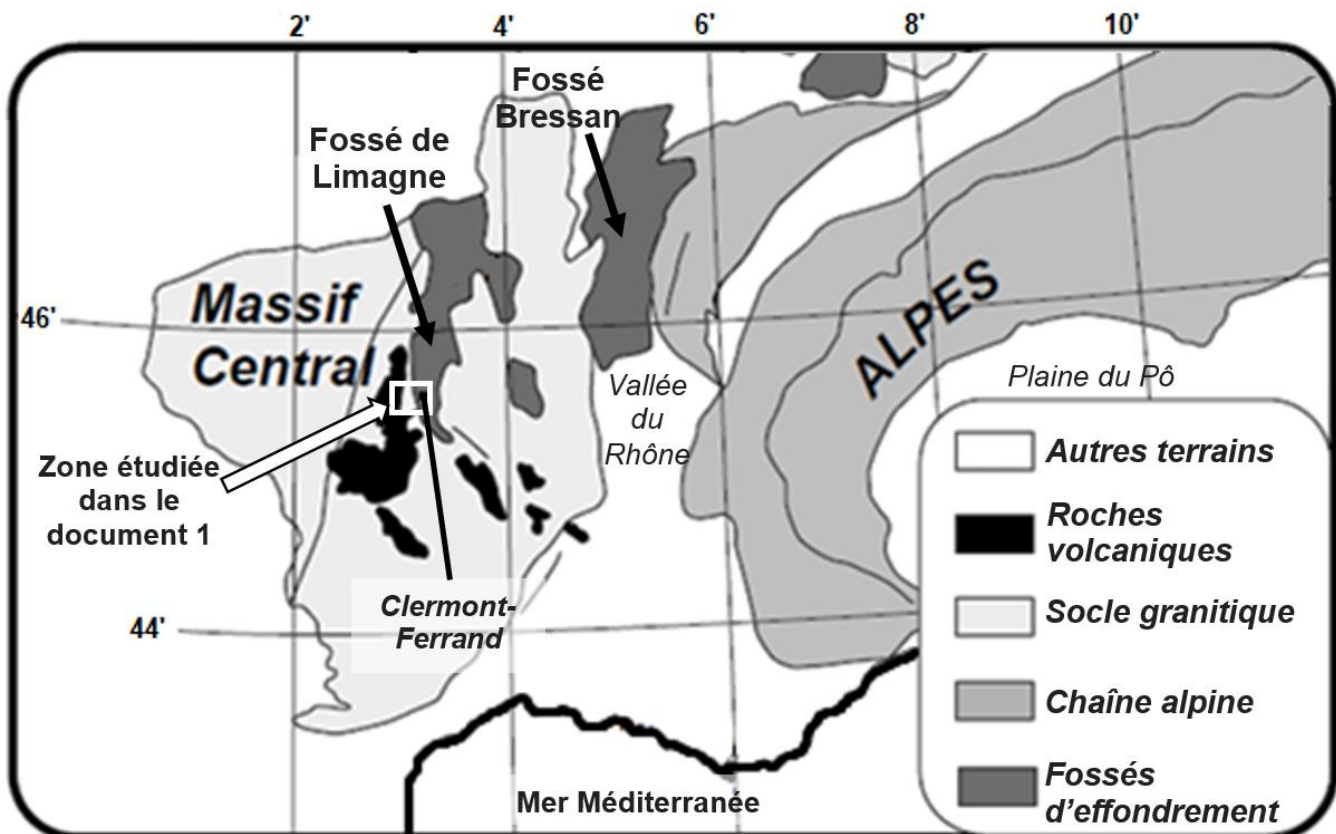 2'
4'
6'
8'
10'
Fossé
Bressan
Fossé de
Limagne
Massif
Central
46'
ALPES
Vallée
du
Rhône
Plaine du Pô
Zone étudiée
dans le
document 1
Clermont-
Ferrand
44'
Mer Méditerranée
Autres terrains
Roches
volcaniques
Socle granitique
Chaîne alpine
Fossés
d'effondrement